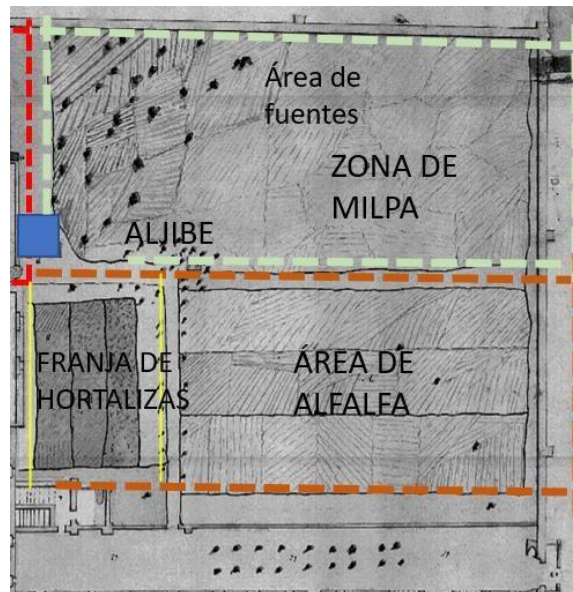 Área de
fuentes
ZONA DE
MILPA
ALJIBE
FRANJA DE
HORTALIZAS
ÁREA DE
ALFALFA